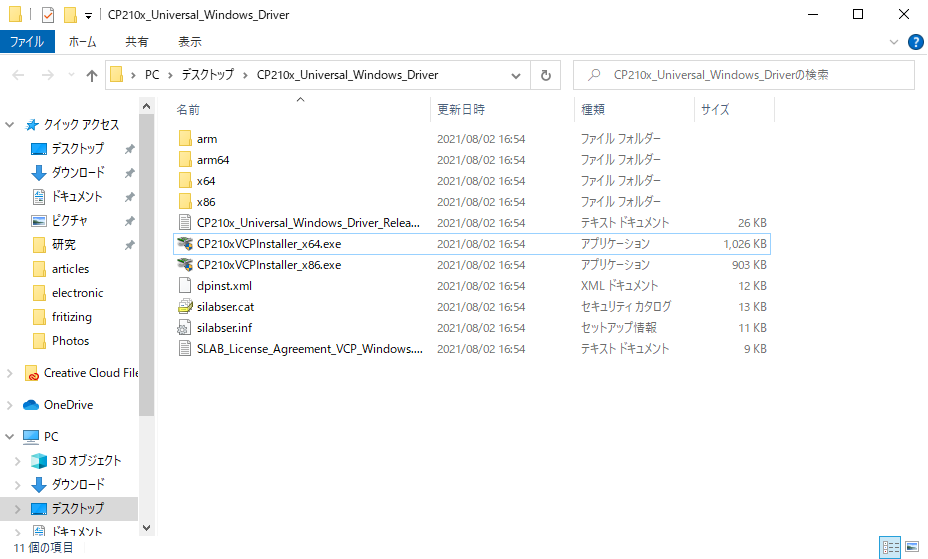 CP210x_Universal_Windows_Driver
ファイル ホーム 共有 表示
PC デスクトップ CP210x_Universal_Windows_Driver CP210x_Universal_Windows_Driverの検索
クイック アクセス
デスクトップ
ダウンロード
ドキュメント
ピクチャ
研究
articles
electronic
fritizing
Photos
Creative Cloud File
OneDrive
PC
3D オブジェクト
ダウンロード
デスクトップ
ドキュメント
名前 更新日時 種類 サイズ
arm 2021/08/02 16:54 ファイル フォルダー
arm64 2021/08/02 16:54 ファイル フォルダー
x64 2021/08/02 16:54 ファイル フォルダー
x86 2021/08/02 16:54 ファイル フォルダー
CP210x_Universal_Windows_Driver_Relea... 2021/08/02 16:54 テキスト ドキュメント 26 KB
CP210xVCPInstaller_x64.exe 2021/08/02 16:54 アプリケーション 1,026 KB
CP210xVCPInstaller_x86.exe 2021/08/02 16:54 アプリケーション 903 KB
dpinst.xml 2021/08/02 16:54 XML ドキュメント 12 KB
silabser.cat 2021/08/02 16:54 セキュリティ カタログ 13 KB
silabser.inf 2021/08/02 16:54 セットアップ情報 11 KB
SLAB_License_Agreement_VCP_Windows.... 2021/08/02 16:54 テキスト ドキュメント 9 KB
11 個の項目